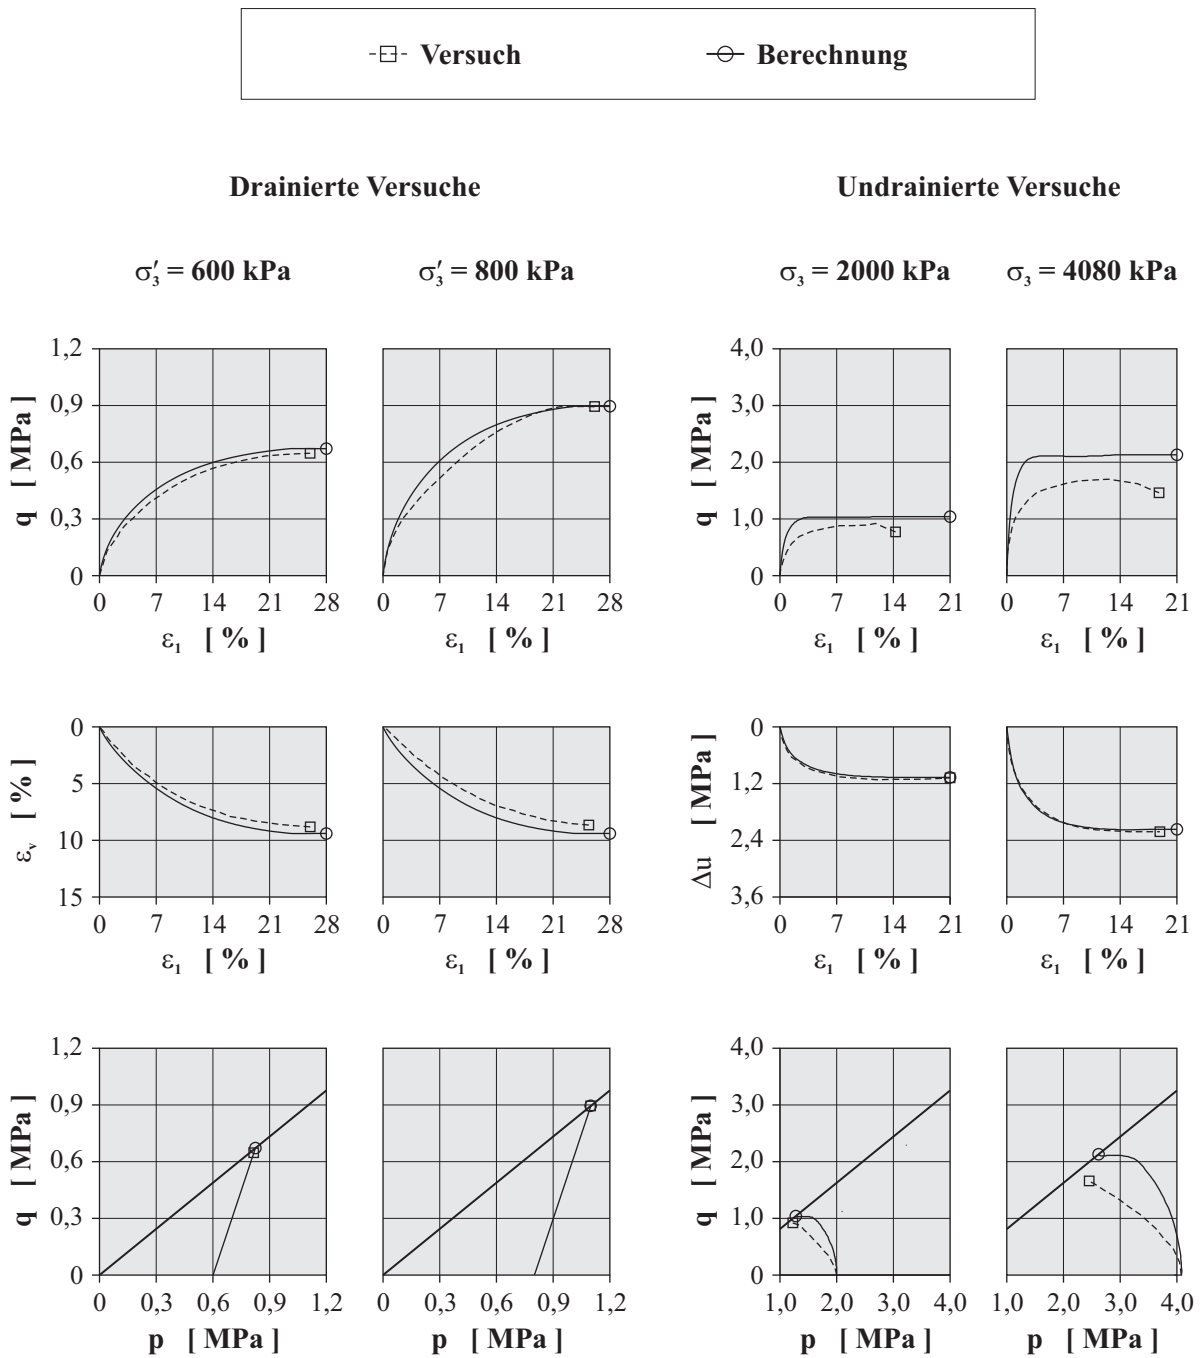 Versuch Berechnung
Drainierte Versuche Undrainierte Versuche
σ′₃ = 600 kPa σ′₃ = 800 kPa σ₃ = 2000 kPa σ₃ = 4080 kPa
q [ MPa ]
1,2
0,9
0,6
0,3
0
0 7 14 21 28
ε₁ [ % ]
0 7 14 21 28
ε₁ [ % ]
q [ MPa ]
4,0
3,0
2,0
1,0
0
0 7 14 21
ε₁ [ % ]
0 7 14 21
ε₁ [ % ]
εᵥ [ % ]
0
5
10
15
0 7 14 21 28
ε₁ [ % ]
0 7 14 21 28
ε₁ [ % ]
Δu [ MPa ]
0
1,2
2,4
3,6
0 7 14 21
ε₁ [ % ]
0 7 14 21
ε₁ [ % ]
q [ MPa ]
1,2
0,9
0,6
0,3
0
0 0,3 0,6 0,9 1,2
p [ MPa ]
0 0,3 0,6 0,9 1,2
p [ MPa ]
q [ MPa ]
4,0
3,0
2,0
1,0
0
1,0 2,0 3,0 4,0
p [ MPa ]
1,0 2,0 3,0 4,0
p [ MPa ]